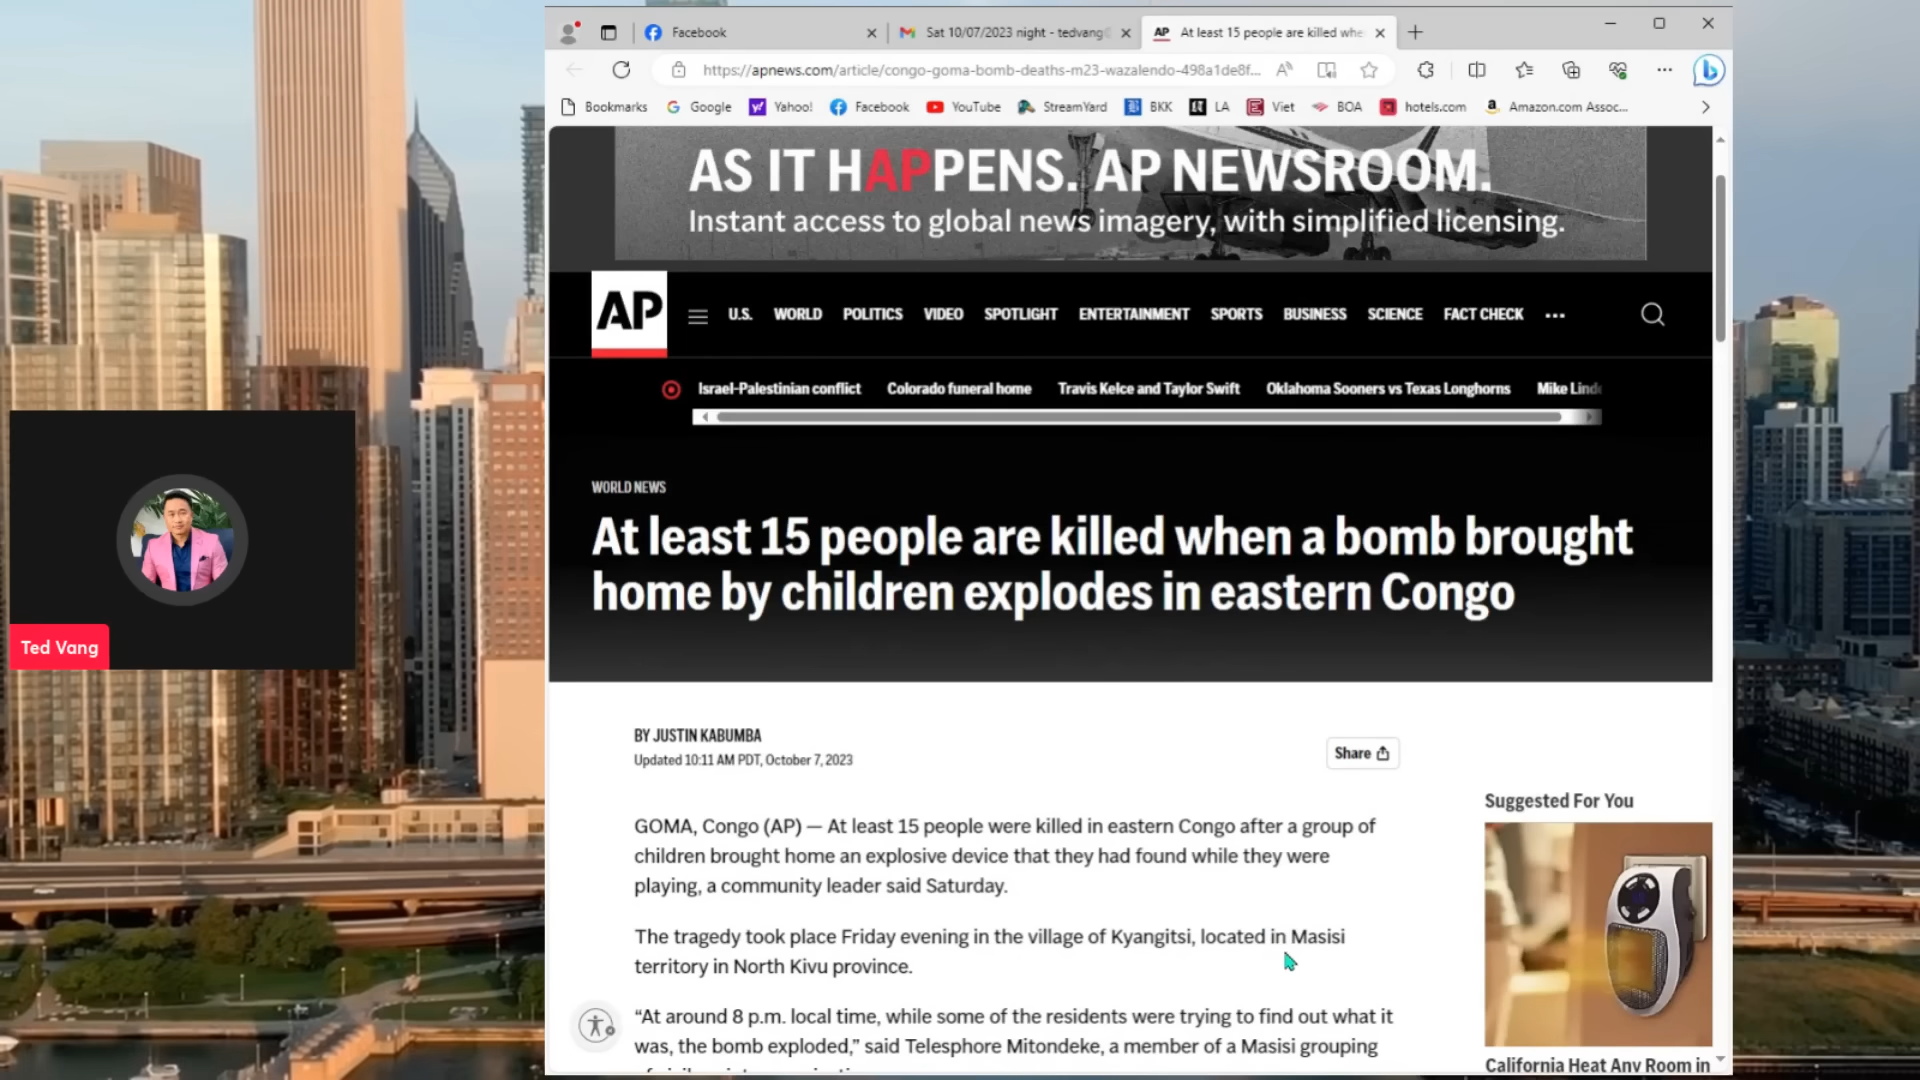 Facebook
Sat 10/07/2023 night - tedvang
AP At least 15 people are killed whe
https://apnews.com/article/congo-goma-bomb-deaths-m23-wazalendo-498a1de8f...
Bookmarks Google Yahoo! Facebook YouTube StreamYard BKK LA Viet BOA hotels.com Amazon.com Assoc...
AS IT HAPPENS. AP NEWSROOM.
Instant access to global news imagery, with simplified licensing.
AP
U.S. WORLD POLITICS VIDEO SPOTLIGHT ENTERTAINMENT SPORTS BUSINESS SCIENCE FACT CHECK
Israel-Palestinian conflict Colorado funeral home Travis Kelce and Taylor Swift Oklahoma Sooners vs Texas Longhorns Mike Lind
WORLD NEWS
At least 15 people are killed when a bomb brought
home by children explodes in eastern Congo
Ted Vang
BY JUSTIN KABUMBA
Updated 10:11 AM PDT, October 7, 2023
Share
GOMA, Congo (AP) — At least 15 people were killed in eastern Congo after a group of
children brought home an explosive device that they had found while they were
playing, a community leader said Saturday.
The tragedy took place Friday evening in the village of Kyangitsi, located in Masisi
territory in North Kivu province.
“At around 8 p.m. local time, while some of the residents were trying to find out what it
was, the bomb exploded,” said Telesphore Mitondeke, a member of a Masisi grouping
Suggested For You
California Heat Any Room in